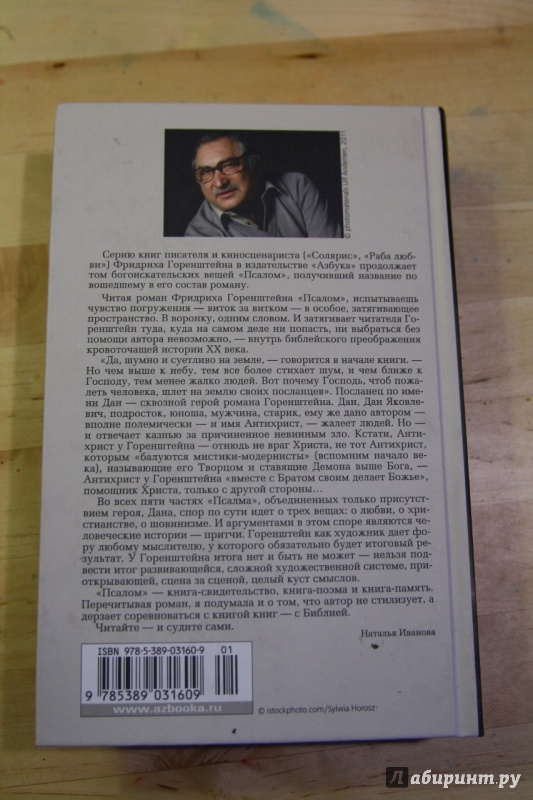 © photomaterials Ulf Andersen, 2011
Серию книг писателя и киносценариста («Солярис», «Раба люб-
ви») Фридриха Горенштейна в издательстве «Азбука» продолжает
том богоискательских вещей «Псалом», получивший название по
вошедшему в его состав роману.
Читая роман Фридриха Горенштейна «Псалом», испытываешь
чувство погружения — виток за витком — в особое, затягивающее
пространство. В воронку, одним словом. И затягивает читателя Го-
ренштейн туда, куда на самом деле ни попасть, ни выбраться без
помощи автора невозможно, — внутрь библейского преображения
кровоточащей истории XX века.
«Да, шумно и суетливо на земле, — говорится в начале книги. —
Но чем выше к небу, тем все более стихает шум, и чем ближе к
Господу, тем менее жалко людей. Вот почему Господь, чтоб пожа-
леть человека, шлет на землю своих посланцев». Посланец по име-
ни Дан — сквозной герой романа Горенштейна. Дан, Дан Яковле-
вич, подросток, юноша, мужчина, старик, ему же дано автором —
вполне полемически — и имя Антихрист, — жалеет людей. Но —
и отвечает казнью за причиненное невинным зло. Кстати, Анти-
христ у Горенштейна — отнюдь не враг Христа, не тот Антихрист,
которым «балуются мистики-модернисты» (вспомним начало ве-
ка), называющие его Творцом и ставящие Демона выше Бога, —
Антихрист у Горенштейна «вместе с Братом своим делает Божье»,
помощник Христа, только с другой стороны…
Во всех пяти частях «Псалма», объединенных только присутст-
вием героя, Дана, спор по сути идет о трех вещах: о любви, о хри-
стианстве, о шовинизме. И аргументами в этом споре являются че-
ловеческие истории — притчи. Горенштейн как художник дает фо-
ру любому мыслителю, у которого обязательно будет итоговый ре-
зультат. У Горенштейна итога нет и быть не может — нельзя под-
вести итог развивающейся, сложной художественной системе, при-
открывающей, сцена за сценой, целый куст смыслов.
«Псалом» — книга-свидетельство, книга-поэма и книга-память.
Перечитывая роман, я подумала и о том, что автор не стилизует, а
дерзает соревноваться с книгой книг — с Библией.
Читайте — и судите сами.
Наталья Иванова
ISBN 978-5-389-03160-9 01
9 785389 031609
www.azbooka.ru
© istockphoto.com/Sylwia Horosz
Лабиринт.ру